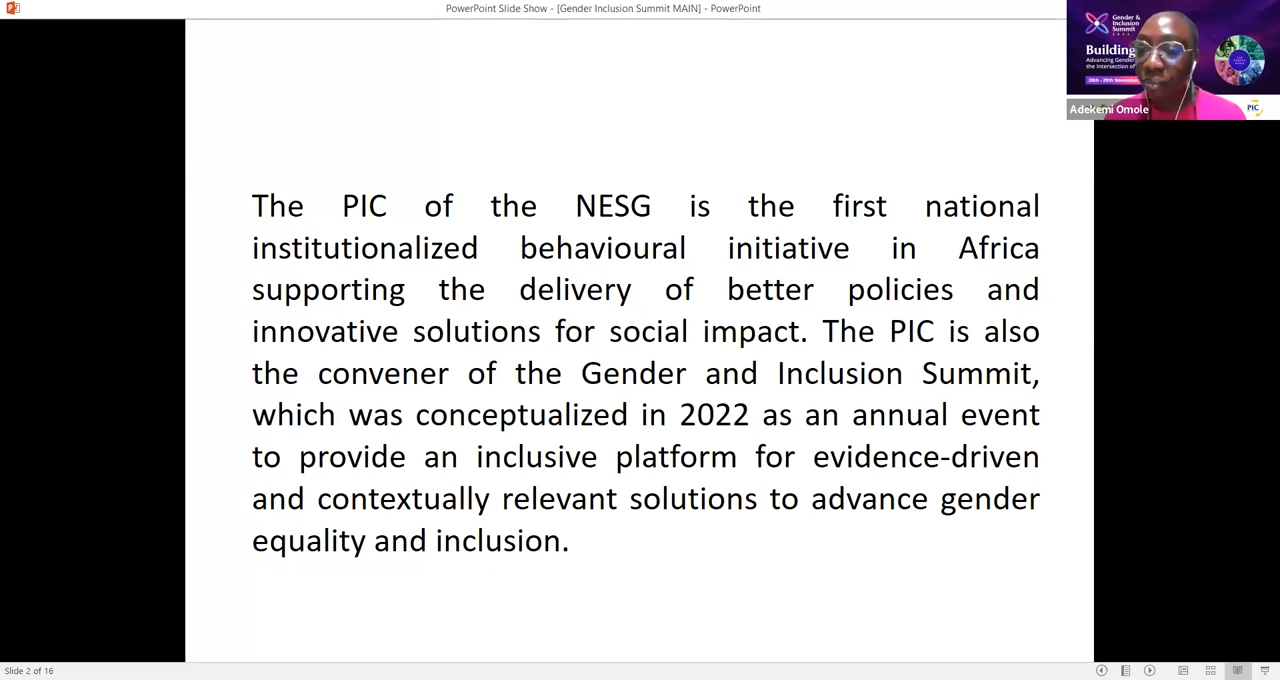 PowerPoint Slide Show - [Gender Inclusion Summit MAIN] - PowerPoint
Gender &
Inclusion
Summit
Building
Advancing Gender
the intersection of
28th - 29th November
Adekemi Omole
PIC
The PIC of the NESG is the first national
institutionalized behavioural initiative in Africa
supporting the delivery of better policies and
innovative solutions for social impact. The PIC is also
the convener of the Gender and Inclusion Summit,
which was conceptualized in 2022 as an annual event
to provide an inclusive platform for evidence-driven
and contextually relevant solutions to advance gender
equality and inclusion.
Slide 2 of 16